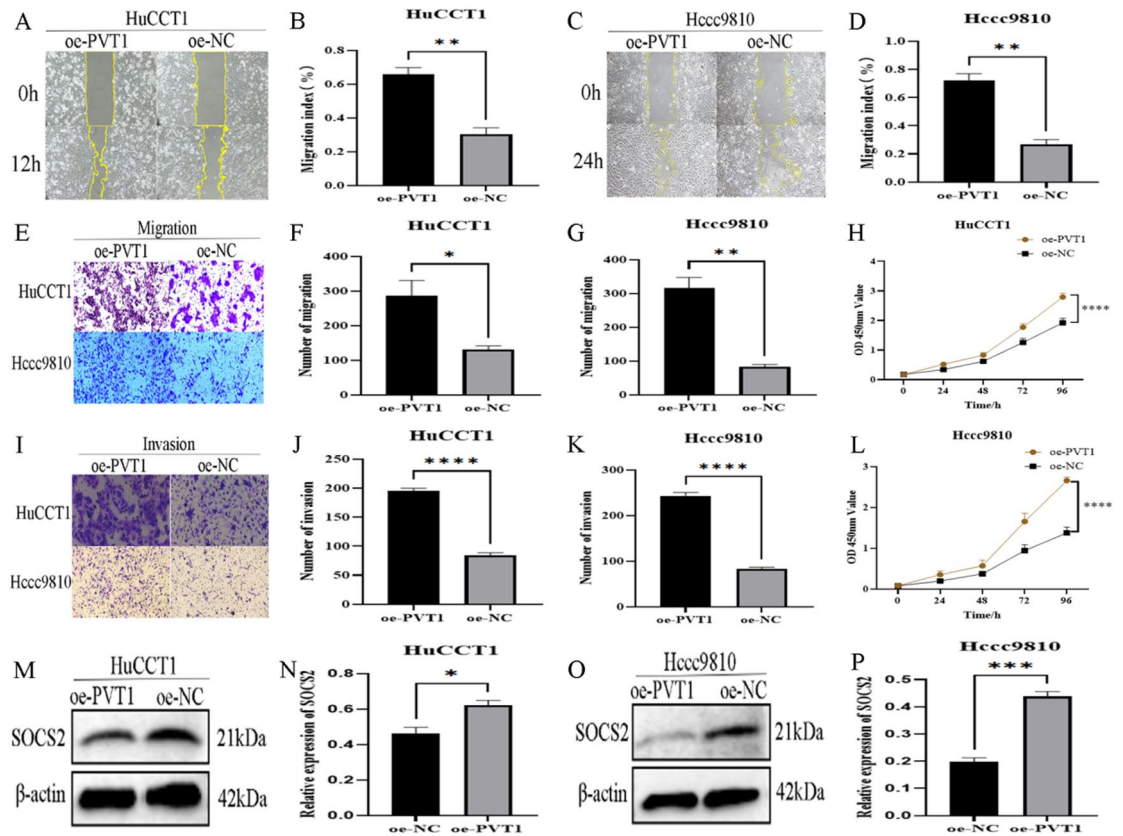 A
HuCCT1
oe-PVT1 oe-NC
0h
12h
B
HuCCT1
**
Migration index(%)
0.8
0.6
0.4
0.2
0.0
oe-PVT1 oe-NC
C
Hccc9810
oe-PVT1 oe-NC
0h
24h
D
Hccc9810
**
Migration index(%)
1.0
0.8
0.6
0.4
0.2
0.0
oe-PVT1 oe-NC
E
Migration
oe-PVT1 oe-NC
HuCCT1
Hccc9810
F
HuCCT1
*
Number of migration
400
300
200
100
0
oe-PVT1 oe-NC
G
Hccc9810
**
Number of migration
400
300
200
100
0
oe-PVT1 oe-NC
H
HuCCT1
oe-PVT1
oe-NC
OD 450nm Value
4
3
2
1
0
****
0 24 48 72 96
Time/h
I
Invasion
oe-PVT1 oe-NC
HuCCT1
Hccc9810
J
HuCCT1
****
Number of invasion
250
200
150
100
50
0
oe-PVT1 oe-NC
K
Hccc9810
****
Number of invasion
300
200
100
0
oe-PVT1 oe-NC
L
Hccc9810
oe-PVT1
oe-NC
OD 450nm Value
3
2
1
0
****
0 24 48 72 96
Time/h
M
HuCCT1
oe-PVT1 oe-NC
SOCS2 21kDa
β-actin 42kDa
N
HuCCT1
*
Relative expression of SOCS2
0.8
0.6
0.4
0.2
0.0
oe-NC oe-PVT1
O
Hccc9810
oe-PVT1 oe-NC
SOCS2 21kDa
β-actin 42kDa
P
Hccc9810
***
Relative expression of SOCS2
0.5
0.4
0.3
0.2
0.1
0.0
oe-NC oe-PVT1